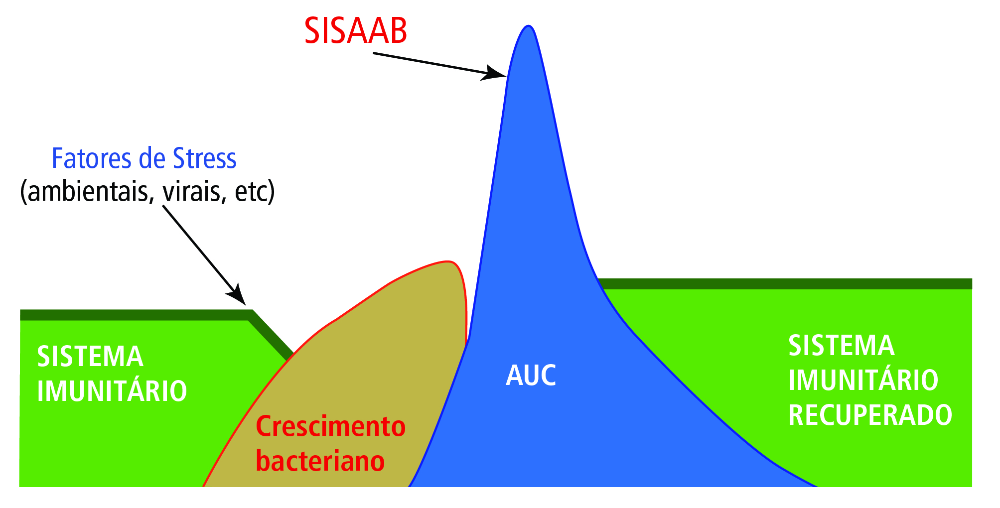 SISAAB
Fatores de Stress
(ambientais, virais, etc)
SISTEMA
IMUNITÁRIO
Crescimento
bacteriano
AUC
SISTEMA
IMUNITÁRIO
RECUPERADO